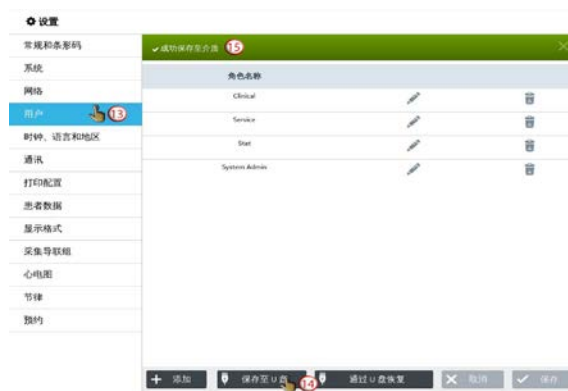 设置
常规和条形码
系统
网络
用户
13
时钟、语言和地区
通讯
打印配置
患者数据
显示格式
采集导联组
心电图
节律
预约
成功保存至介质
15
角色名称
Clinical
Service
Stat
System Admin
添加
保存至U盘
14
通过U盘恢复
取消
保存